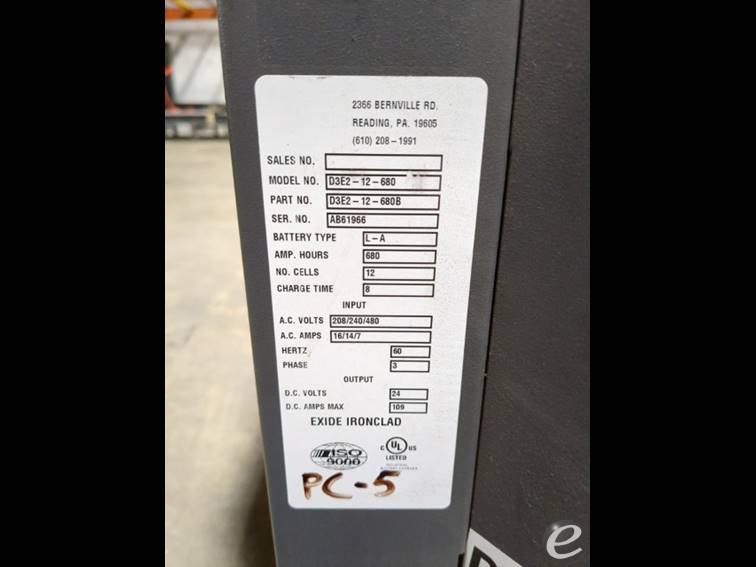 2366 BERNVILLE RD.
READING, PA. 19605
(610) 208-1991
SALES NO.
MODEL NO. D3E2-12-680
PART NO. D3E2-12-680B
SER. NO. AB61966
BATTERY TYPE L-A
AMP. HOURS 680
NO. CELLS 12
CHARGE TIME 8
INPUT
A.C. VOLTS 208/240/480
A.C. AMPS 16/14/7
HERTZ 60
PHASE 3
OUTPUT
D.C. VOLTS 24
D.C. AMPS MAX 109
EXIDE IRONCLAD
ISO 9000
C UL US
LISTED
PC-5
e